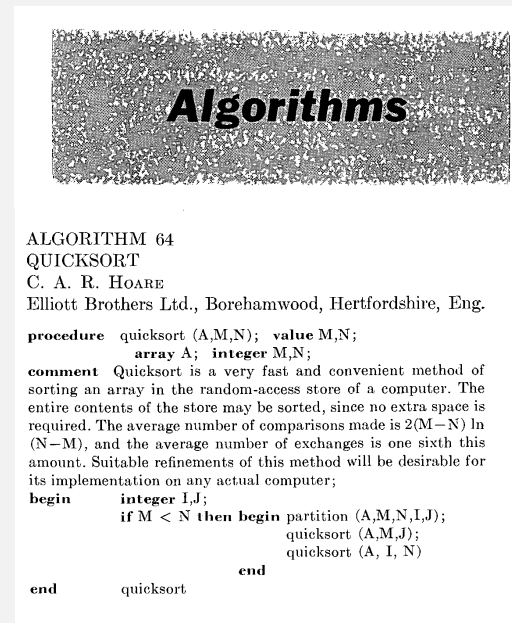 Algorithms
ALGORITHM 64
QUICKSORT
C. A. R. HOARE
Elliott Brothers Ltd., Borehamwood, Hertfordshire, Eng.
procedure quicksort (A,M,N); value M,N;
array A; integer M,N;
comment Quicksort is a very fast and convenient method of
sorting an array in the random-access store of a computer. The
entire contents of the store may be sorted, since no extra space is
required. The average number of comparisons made is 2(M−N) ln
(N−M), and the average number of exchanges is one sixth this
amount. Suitable refinements of this method will be desirable for
its implementation on any actual computer;
begin integer I,J;
if M < N then begin partition (A,M,N,I,J);
quicksort (A,M,J);
quicksort (A, I, N)
end
end quicksort